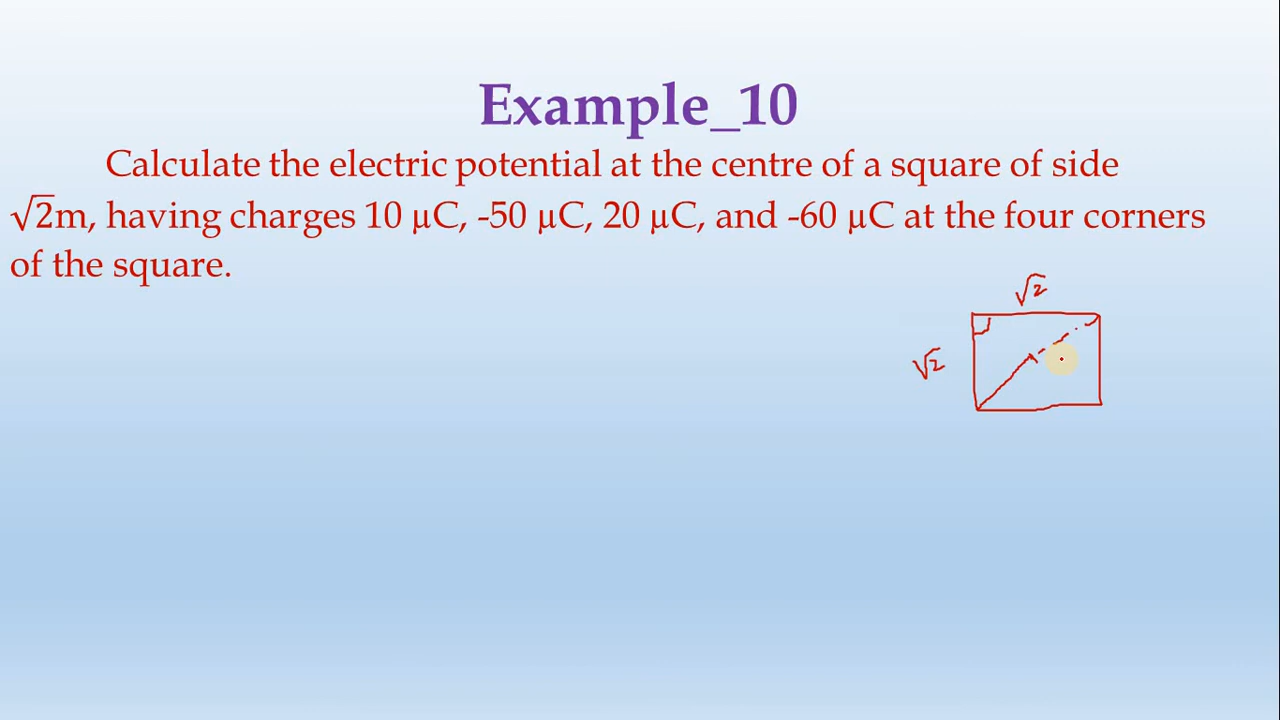 Example_10
Calculate the electric potential at the centre of a square of side
√2m, having charges 10 µC, -50 µC, 20 µC, and -60 µC at the four corners
of the square.
√2
√2